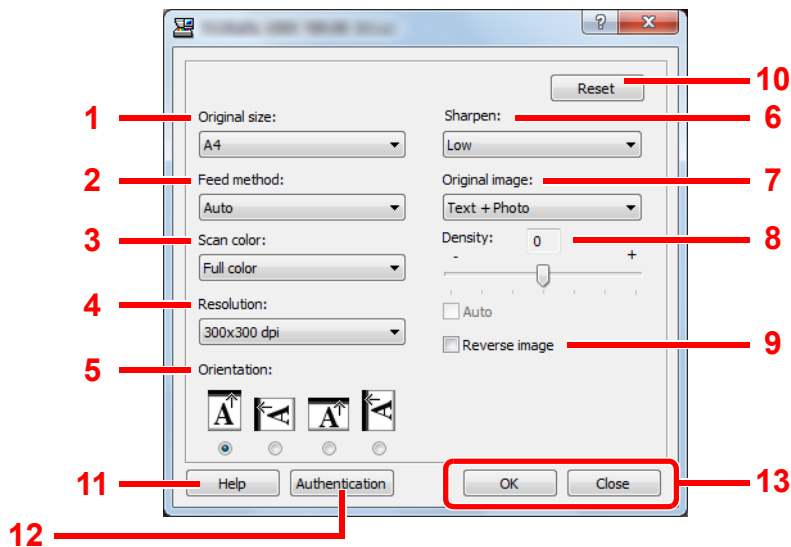 ?
X
Reset
10
1
Original size:
A4
Sharpen:
6
Low
2
Feed method:
Auto
Original image:
7
Text + Photo
3
Scan color:
Full color
Density:
0
8
-
+
4
Resolution:
300x300 dpi
Auto
Reverse image
9
5
Orientation:
A A A A
11
Help
Authentication
OK
Close
13
12